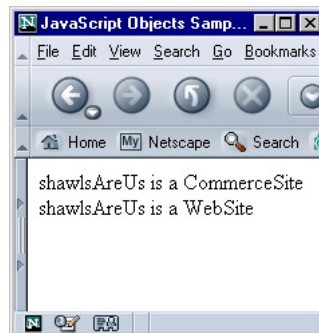 JavaScript Objects Samp...
File Edit View Search Go Bookmarks
Home My Netscape Search
shawlsAreUs is a CommerceSite
shawlsAreUs is a WebSite